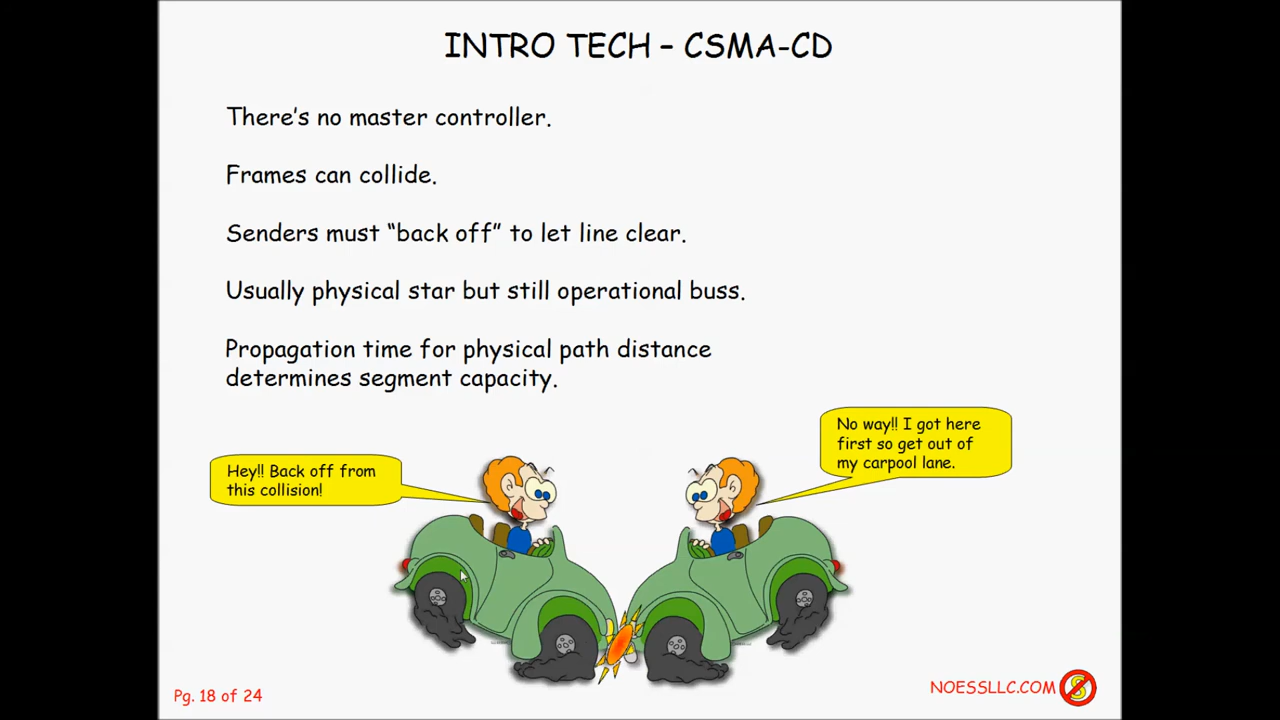 INTRO TECH – CSMA-CD
There's no master controller.
Frames can collide.
Senders must “back off” to let line clear.
Usually physical star but still operational buss.
Propagation time for physical path distance
determines segment capacity.
No way!! I got here
first so get out of
my carpool lane.
Hey!! Back off from
this collision!
Pg. 18 of 24
NOESSLLC.COM
S